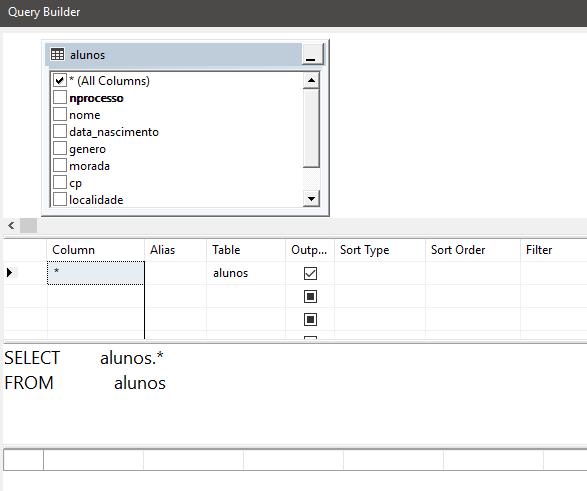 Query Builder
alunos
* (All Columns)
nprocesso
nome
data_nascimento
genero
morada
cp
localidade
Column Alias Table Outp... Sort Type Sort Order Filter
* alunos
SELECT alunos.*
FROM alunos